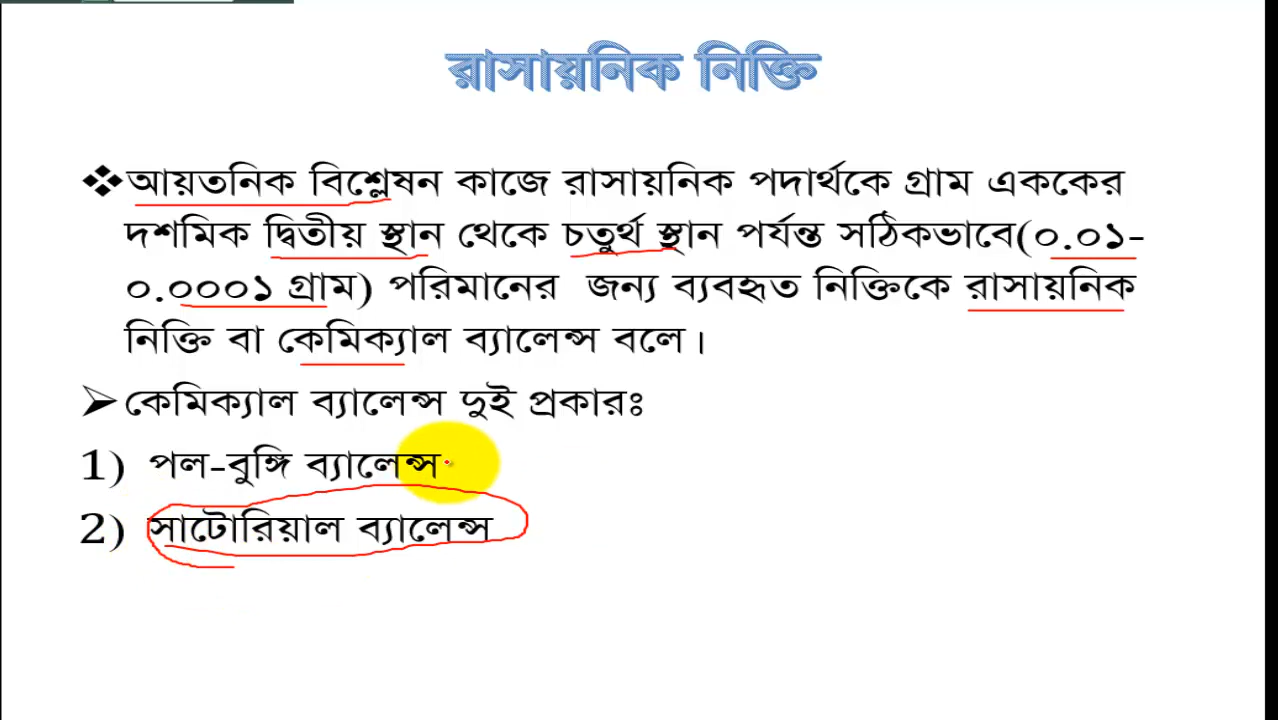 রাসায়নিক নিক্তি
❖আয়তনিক বিশ্লেষন কাজে রাসায়নিক পদার্থকে গ্রাম এককের
দশমিক দ্বিতীয় স্থান থেকে চতুর্থ স্থান পর্যন্ত সঠিকভাবে(০.০১-
০.০০০১ গ্রাম) পরিমানের জন্য ব্যবহৃত নিক্তিকে রাসায়নিক
নিক্তি বা কেমিক্যাল ব্যালেন্স বলে।
➢কেমিক্যাল ব্যালেন্স দুই প্রকারঃ
1) পল-বুঙ্গি ব্যালেন্স
2) সাটোরিয়াল ব্যালেন্স